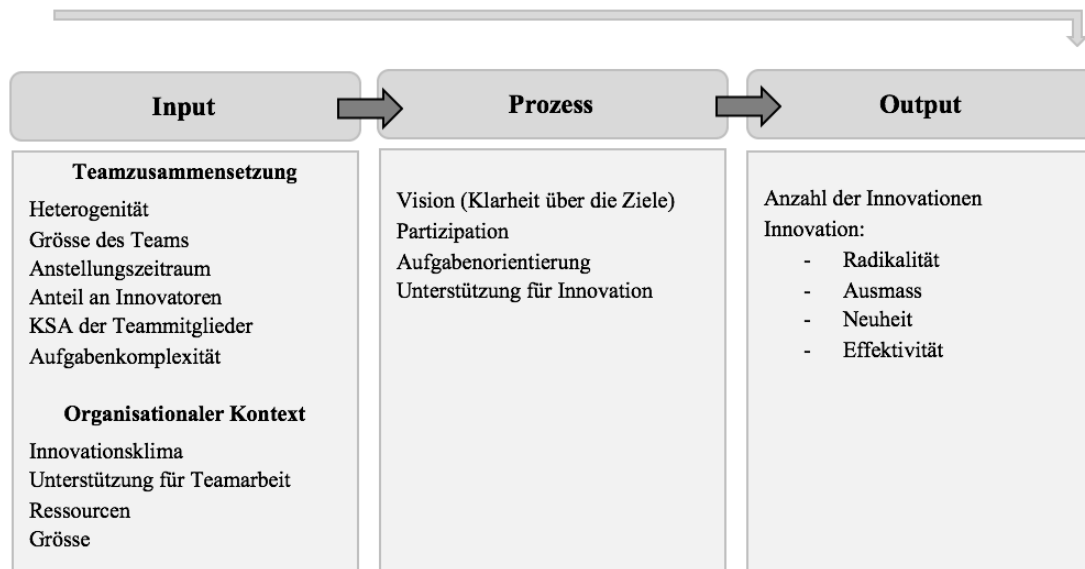 Input
Teamzusammensetzung
Heterogenität
Grösse des Teams
Anstellungszeitraum
Anteil an Innovatoren
KSA der Teammitglieder
Aufgabenkomplexität
Organisationaler Kontext
Innovationsklima
Unterstützung für Teamarbeit
Ressourcen
Grösse
Prozess
Vision (Klarheit über die Ziele)
Partizipation
Aufgabenorientierung
Unterstützung für Innovation
Output
Anzahl der Innovationen
Innovation:
- Radikalität
- Ausmass
- Neuheit
- Effektivität